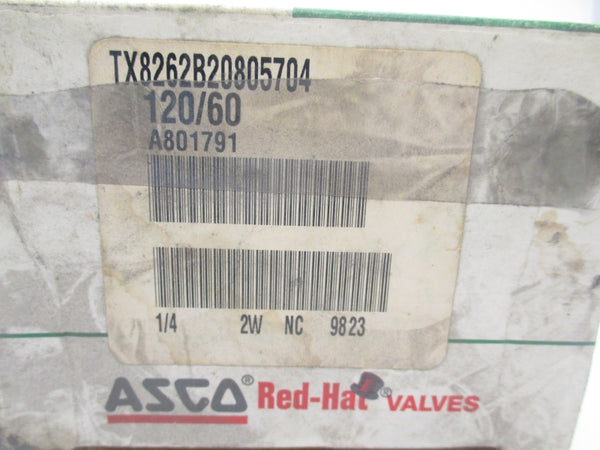 TX8262B20805704
120/60
A801791
1/4 2W NC 9823
ASCO® Red-Hat® VALVES